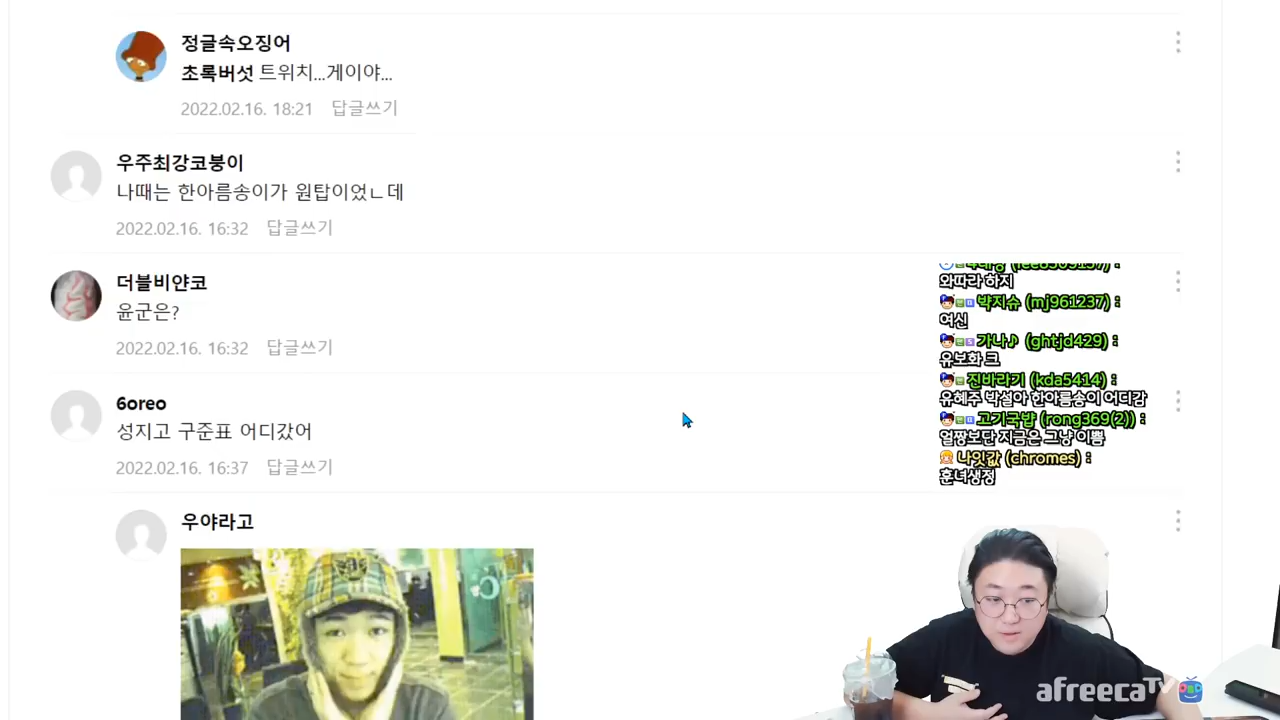 정글속오징어
초록버섯 트위치...게이야...
2022.02.16. 18:21 답글쓰기
우주최강코붕이
나때는 한아름송이가 원탑이었ㄴ데
2022.02.16. 16:32 답글쓰기
더블비얀코
윤군은?
2022.02.16. 16:32 답글쓰기
6oreo
성지고 구준표 어디갔어
2022.02.16. 16:37 답글쓰기
우야라고
와따라 하지
박지슈 (mj961237) :
여신
가나♪ (ghtjd429) :
유보화 크
진바라기 (kda5414) :
유혜주 박설아 한아름송이 어디감
고기국밥 (rong369(2)) :
얼짱보단 지금은 그냥 이쁨
나잇값 (chromes) :
훈녀생정
afreecaTV